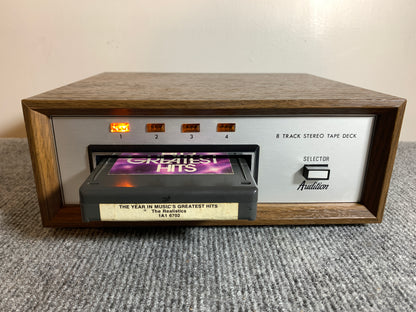 1 2 3 4
8 TRACK STEREO TAPE DECK
SELECTOR
Audition
GREATEST
HITS
THE YEAR IN MUSIC'S GREATEST HITS
* The Realistics
1A1 6702